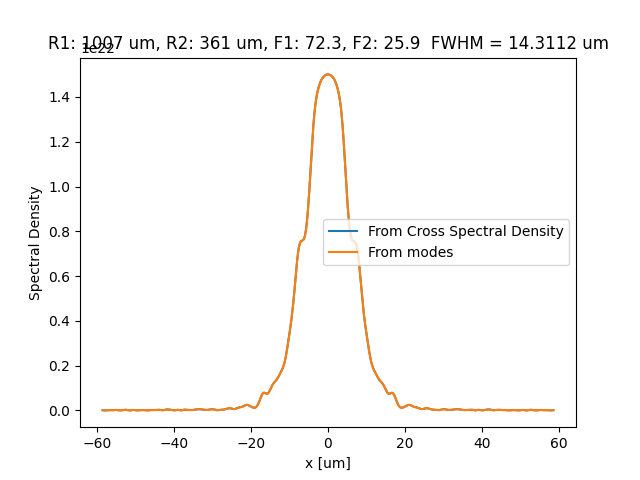 R1: 1007 um, R2: 361 um, F1: 72.3, F2: 25.9  FWHM = 14.3112 um
1e22
1.4
1.2
1.0
0.8
0.6
0.4
0.2
0.0
Spectral Density
From Cross Spectral Density
From modes
−60 −40 −20 0 20 40 60
x [um]